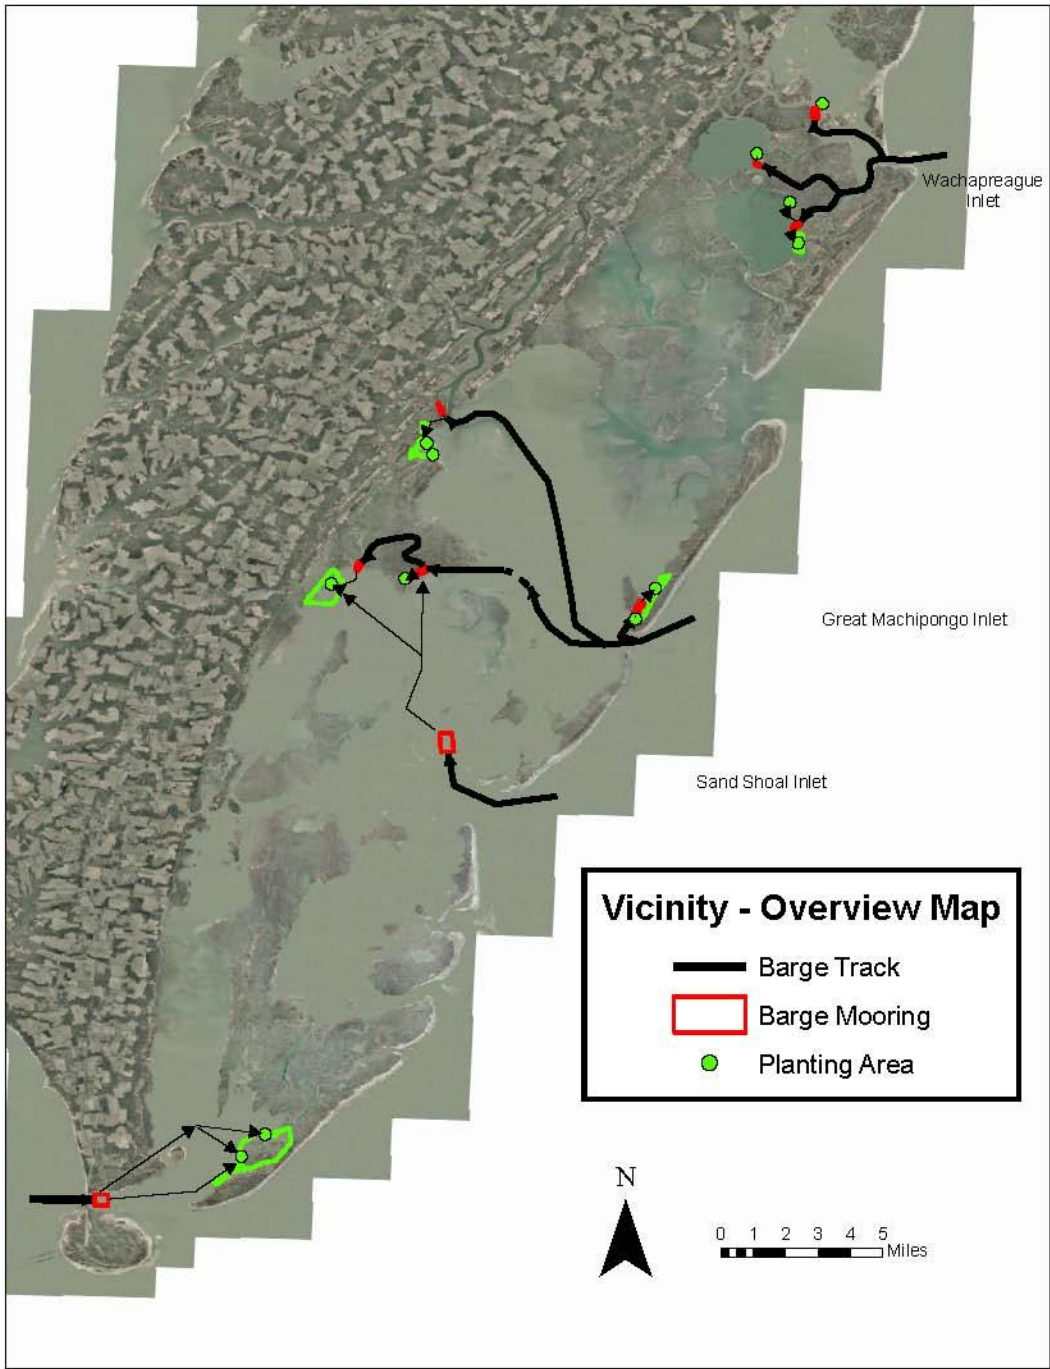 Wachapreague
Inlet
Great Machipongo Inlet
Sand Shoal Inlet
Vicinity - Overview Map
Barge Track
Barge Mooring
Planting Area
N
0 1 2 3 4 5
Miles